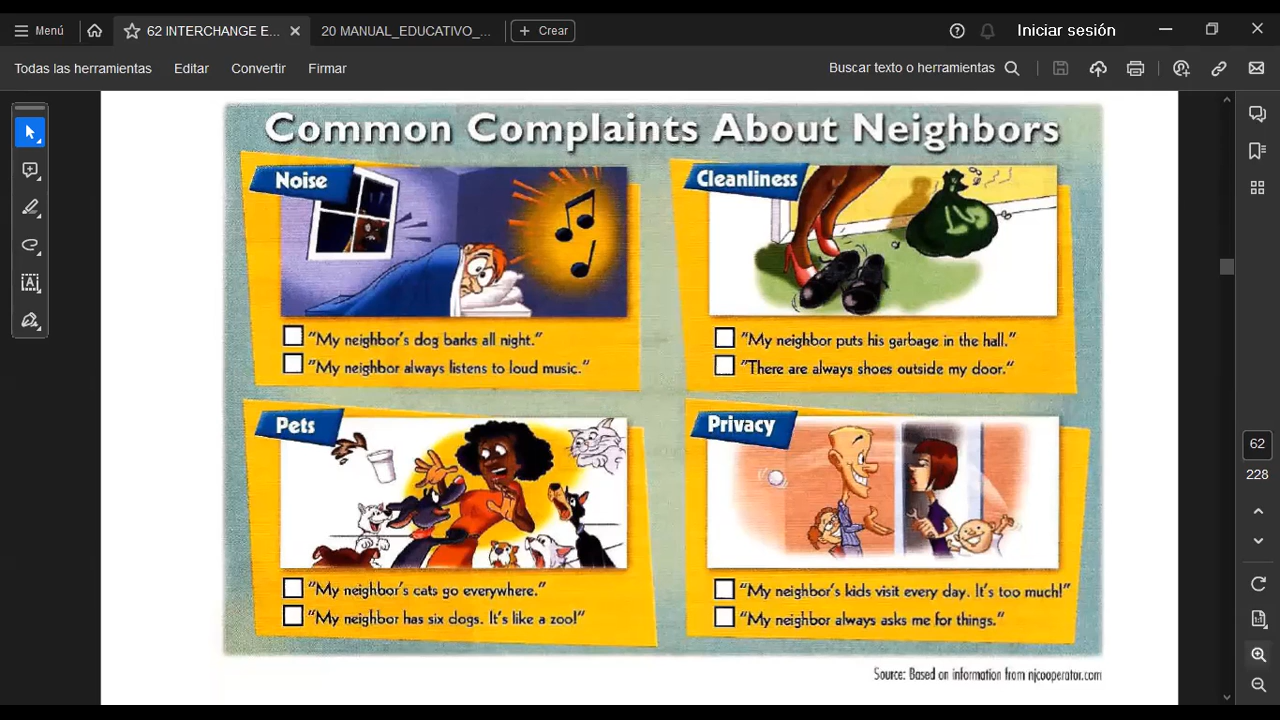 Menú
62 INTERCHANGE E...
20 MANUAL_EDUCATIVO_...
Crear
Iniciar sesión
Todas las herramientas
Editar
Convertir
Firmar
Buscar texto o herramientas
Common Complaints About Neighbors
Noise
"My neighbor's dog barks all night."
"My neighbor always listens to loud music."
Cleanliness
"My neighbor puts his garbage in the hall."
"There are always shoes outside my door."
Pets
"My neighbor's cats go everywhere."
"My neighbor has six dogs. It's like a zoo!"
Privacy
"My neighbor's kids visit every day. It's too much!"
"My neighbor always asks me for things."
Source: Based on information from njcooperator.com
62
228